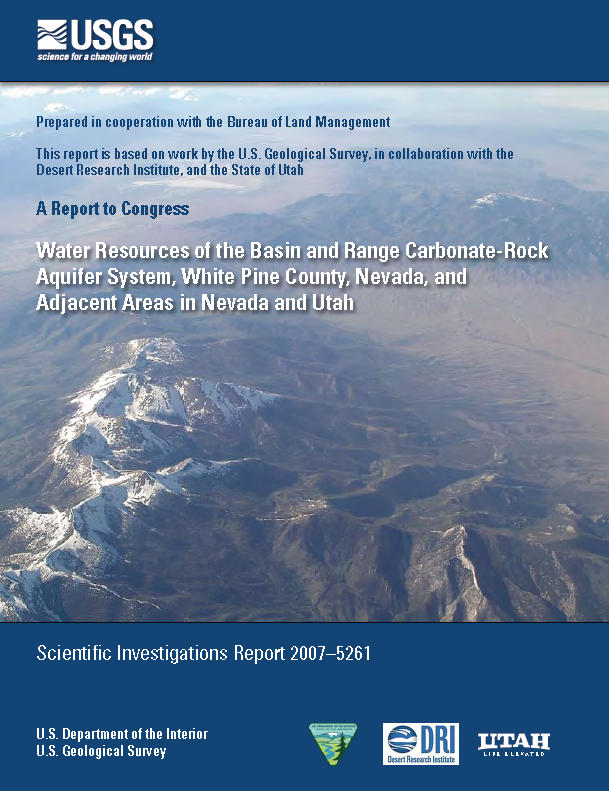 USGS
science for a changing world
Prepared in cooperation with the Bureau of Land Management
This report is based on work by the U.S. Geological Survey, in collaboration with the
Desert Research Institute, and the State of Utah
A Report to Congress
Water Resources of the Basin and Range Carbonate-Rock
Aquifer System, White Pine County, Nevada, and
Adjacent Areas in Nevada and Utah
Scientific Investigations Report 2007–5261
U.S. Department of the Interior
U.S. Geological Survey
DRI
Desert Research Institute
UTAH
LIFE ELEVATED